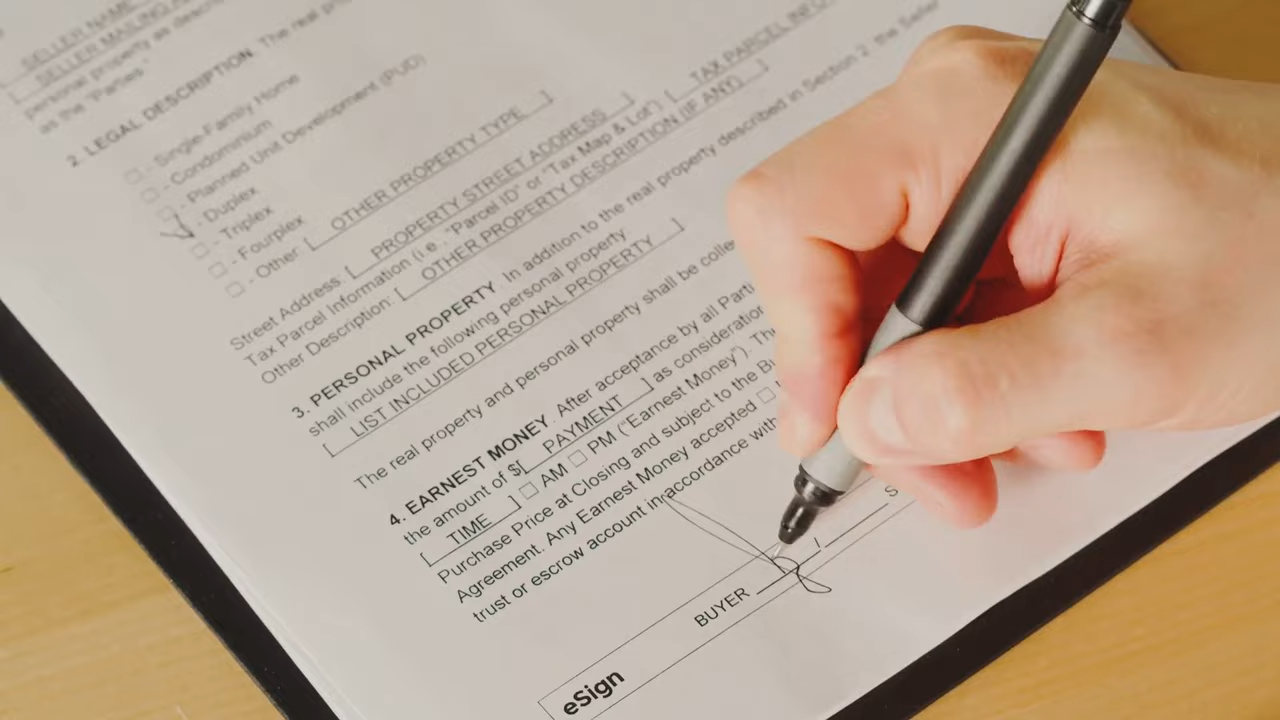 SELLER NAME
SELLER MAILING
personal property as
as the "Parties."
2. LEGAL DESCRIPTION. The real
☐ - Single-Family Home
☐ - Condominium
☐ - Planned Unit Development (PUD)
☐ - Duplex
☐ - Triplex
☐ - Fourplex
☐ - Other: [ OTHER PROPERTY TYPE ]
Street Address: [ PROPERTY STREET ADDRESS ]
Tax Parcel Information (i.e., "Parcel ID" or "Tax Map & Lot") [ TAX PARCEL INFO
Other Description: [ OTHER PROPERTY DESCRIPTION (IF ANY) ]
3. PERSONAL PROPERTY. In addition to the real property described in Section 2, the Seller
shall include the following personal property:
[ LIST INCLUDED PERSONAL PROPERTY ]
The real property and personal property shall be colle
4. EARNEST MONEY. After acceptance by all Parti
the amount of $[ PAYMENT ] as consideration
[ TIME ] ☐ AM ☐ PM ("Earnest Money"). Th
Purchase Price at Closing and subject to the B
Agreement. Any Earnest Money accepted ☐
trust or escrow account in accordance with
eSign BUYER